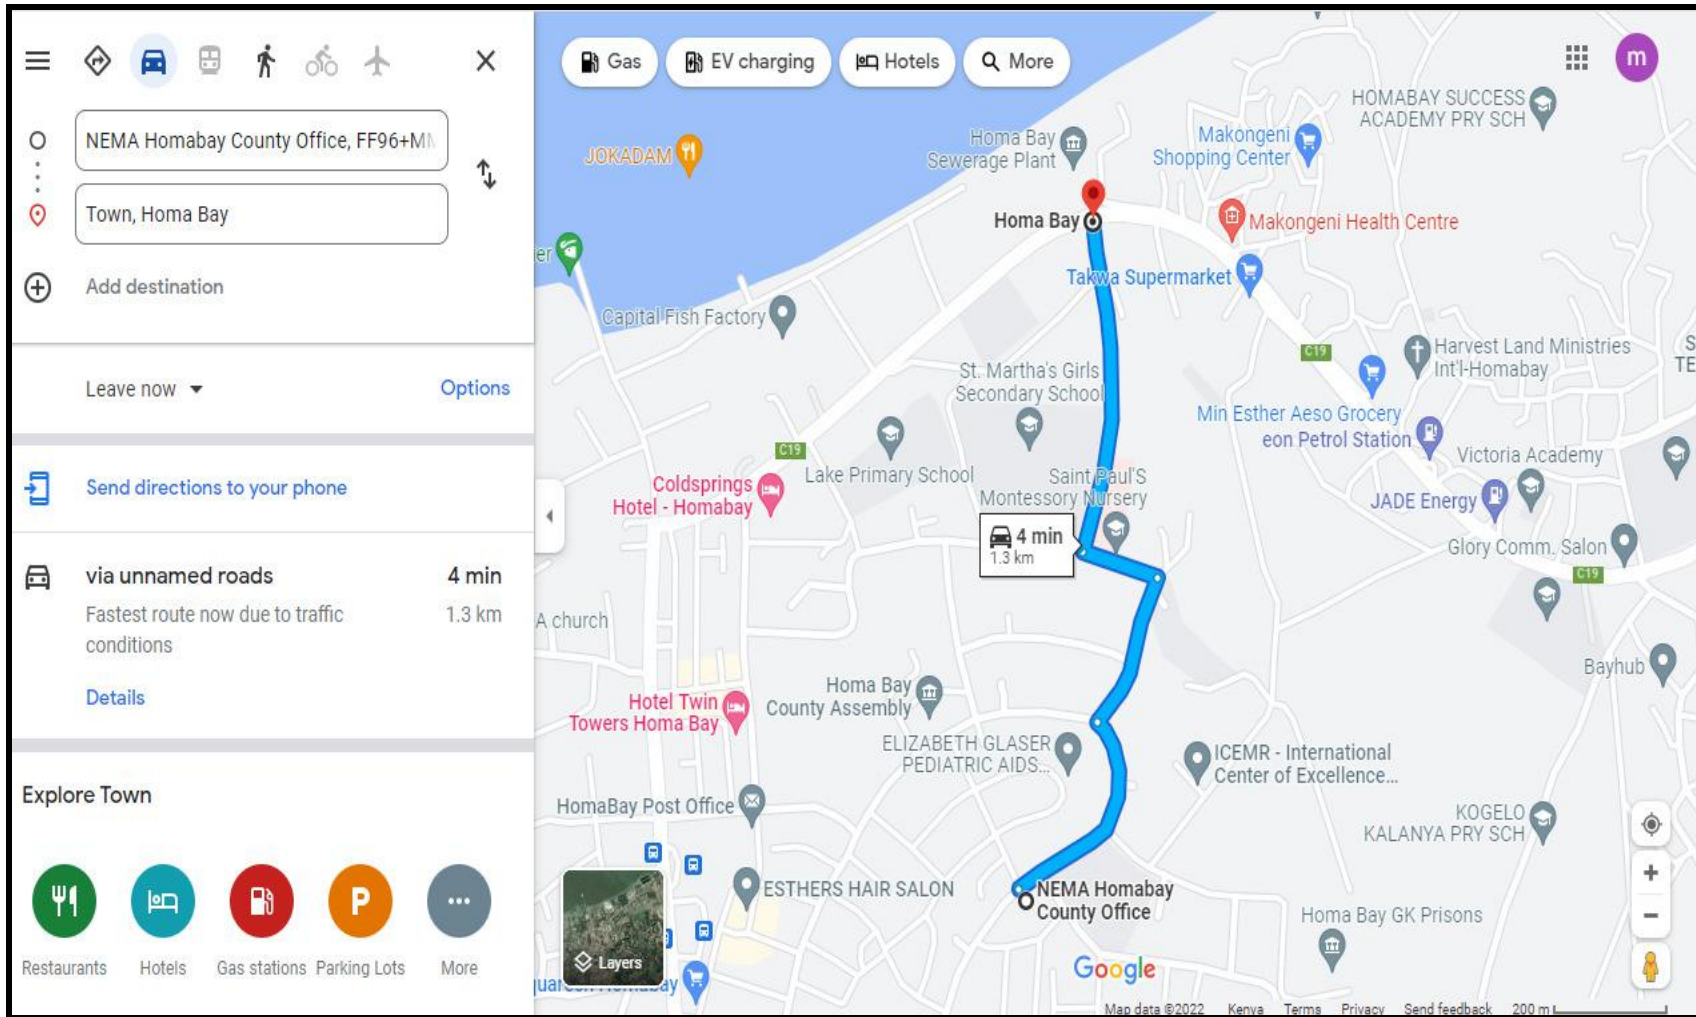 NEMA Homabay County Office, FF96+M
Town, Homa Bay
Add destination
Leave now
Options
Send directions to your phone
via unnamed roads
4 min
Fastest route now due to traffic
1.3 km
conditions
Details
Explore Town
P
Restaurants
Hotels
Gas stations
Parking Lots
More
Gas
EV charging
Hotels
More
m
HOMABAY SUCCESS
ACADEMY PRY SCH
Homa Bay
Sewerage Plant
Makongeni
Shopping Center
JOKADAM
Homa Bay
Makongeni Health Centre
er
Takwa Supermarket
Capital Fish Factory
C19
Harvest Land Ministries
Int'l-Homabay
S
TE
St. Martha's Girls
Secondary School
Min Esther Aeso Grocery
eon Petrol Station
C19
Victoria Academy
Lake Primary School
Coldsprings
Hotel - Homabay
Saint Paul'S
Montessory Nursery
JADE Energy
4 min
1.3 km
Glory Comm. Salon
C19
A church
Bayhub
Homa Bay
County Assembly
Hotel Twin
Towers Homa Bay
ELIZABETH GLASER
PEDIATRIC AIDS...
ICEMR - International
Center of Excellence...
HomaBay Post Office
KOGELO
KALANYA PRY SCH
ESTHERS HAIR SALON
NEMA Homabay
County Office
Homa Bay GK Prisons
Layers
Google
Map data ©2022
Kenya
Terms
Privacy
Send feedback
200 m